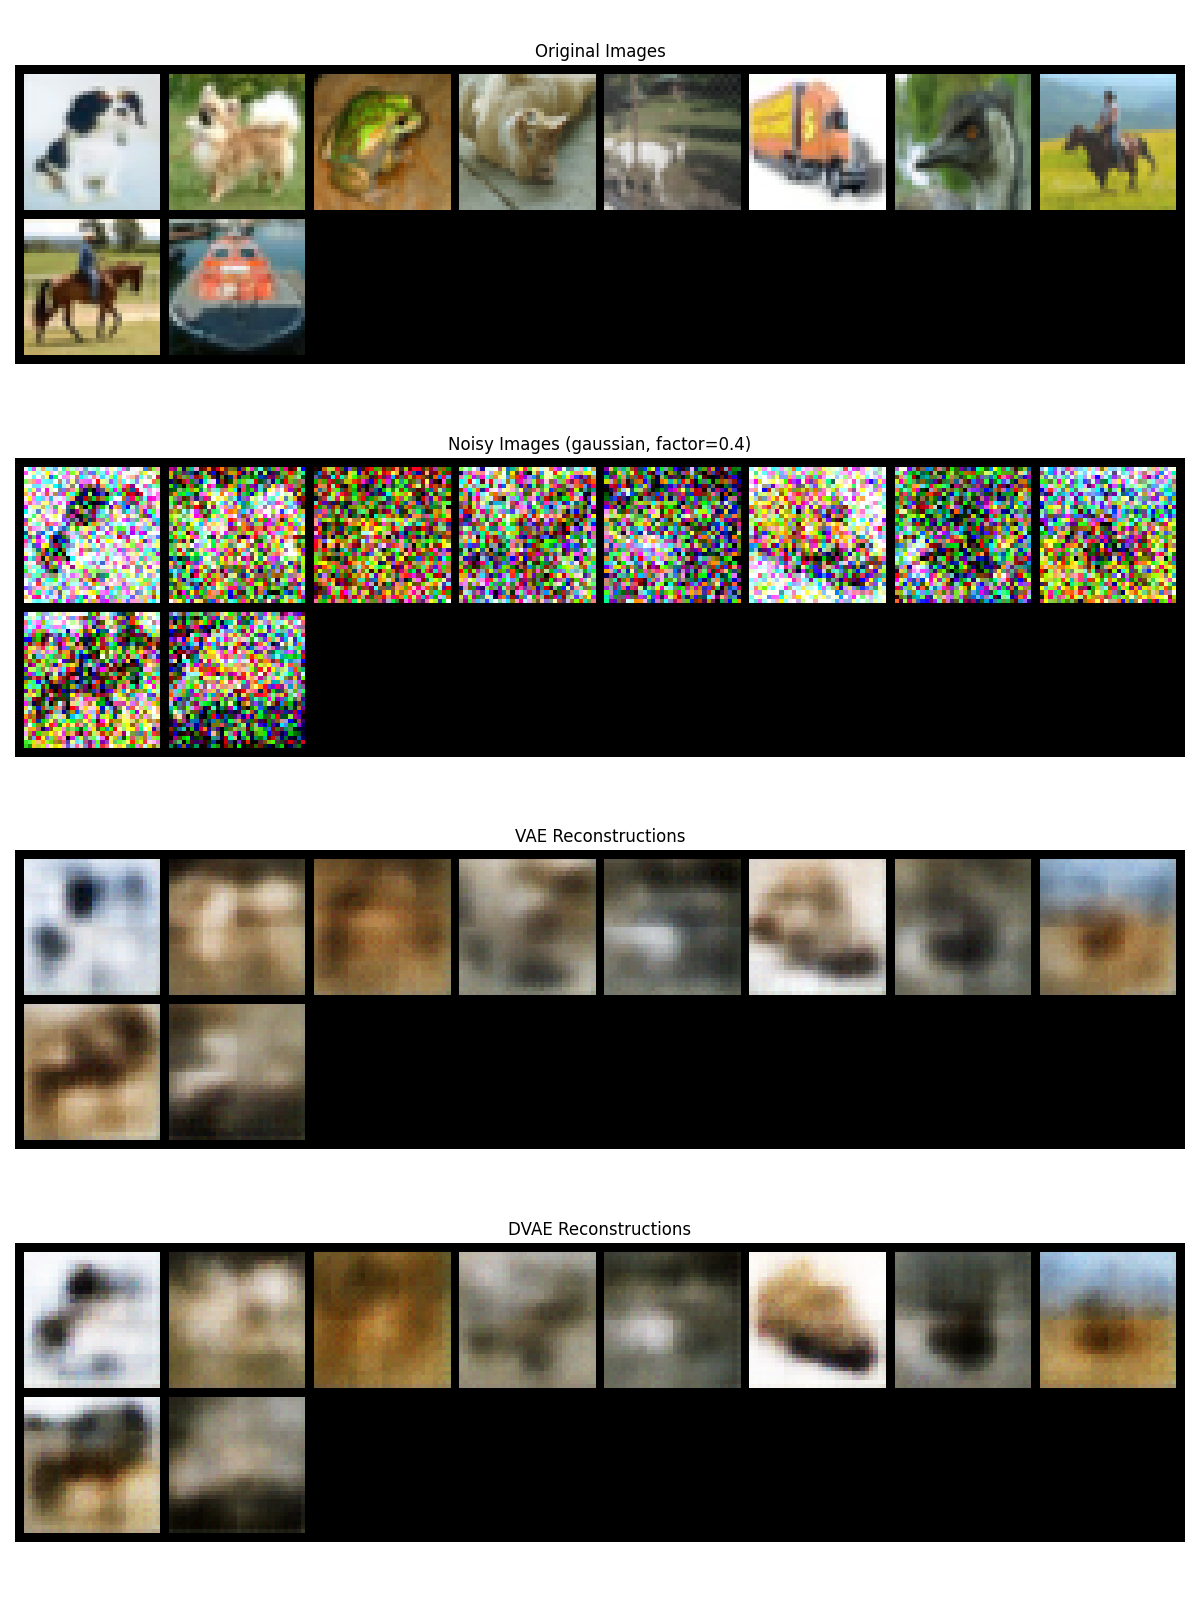 Original Images
Noisy Images (gaussian, factor=0.4)
VAE Reconstructions
DVAE Reconstructions